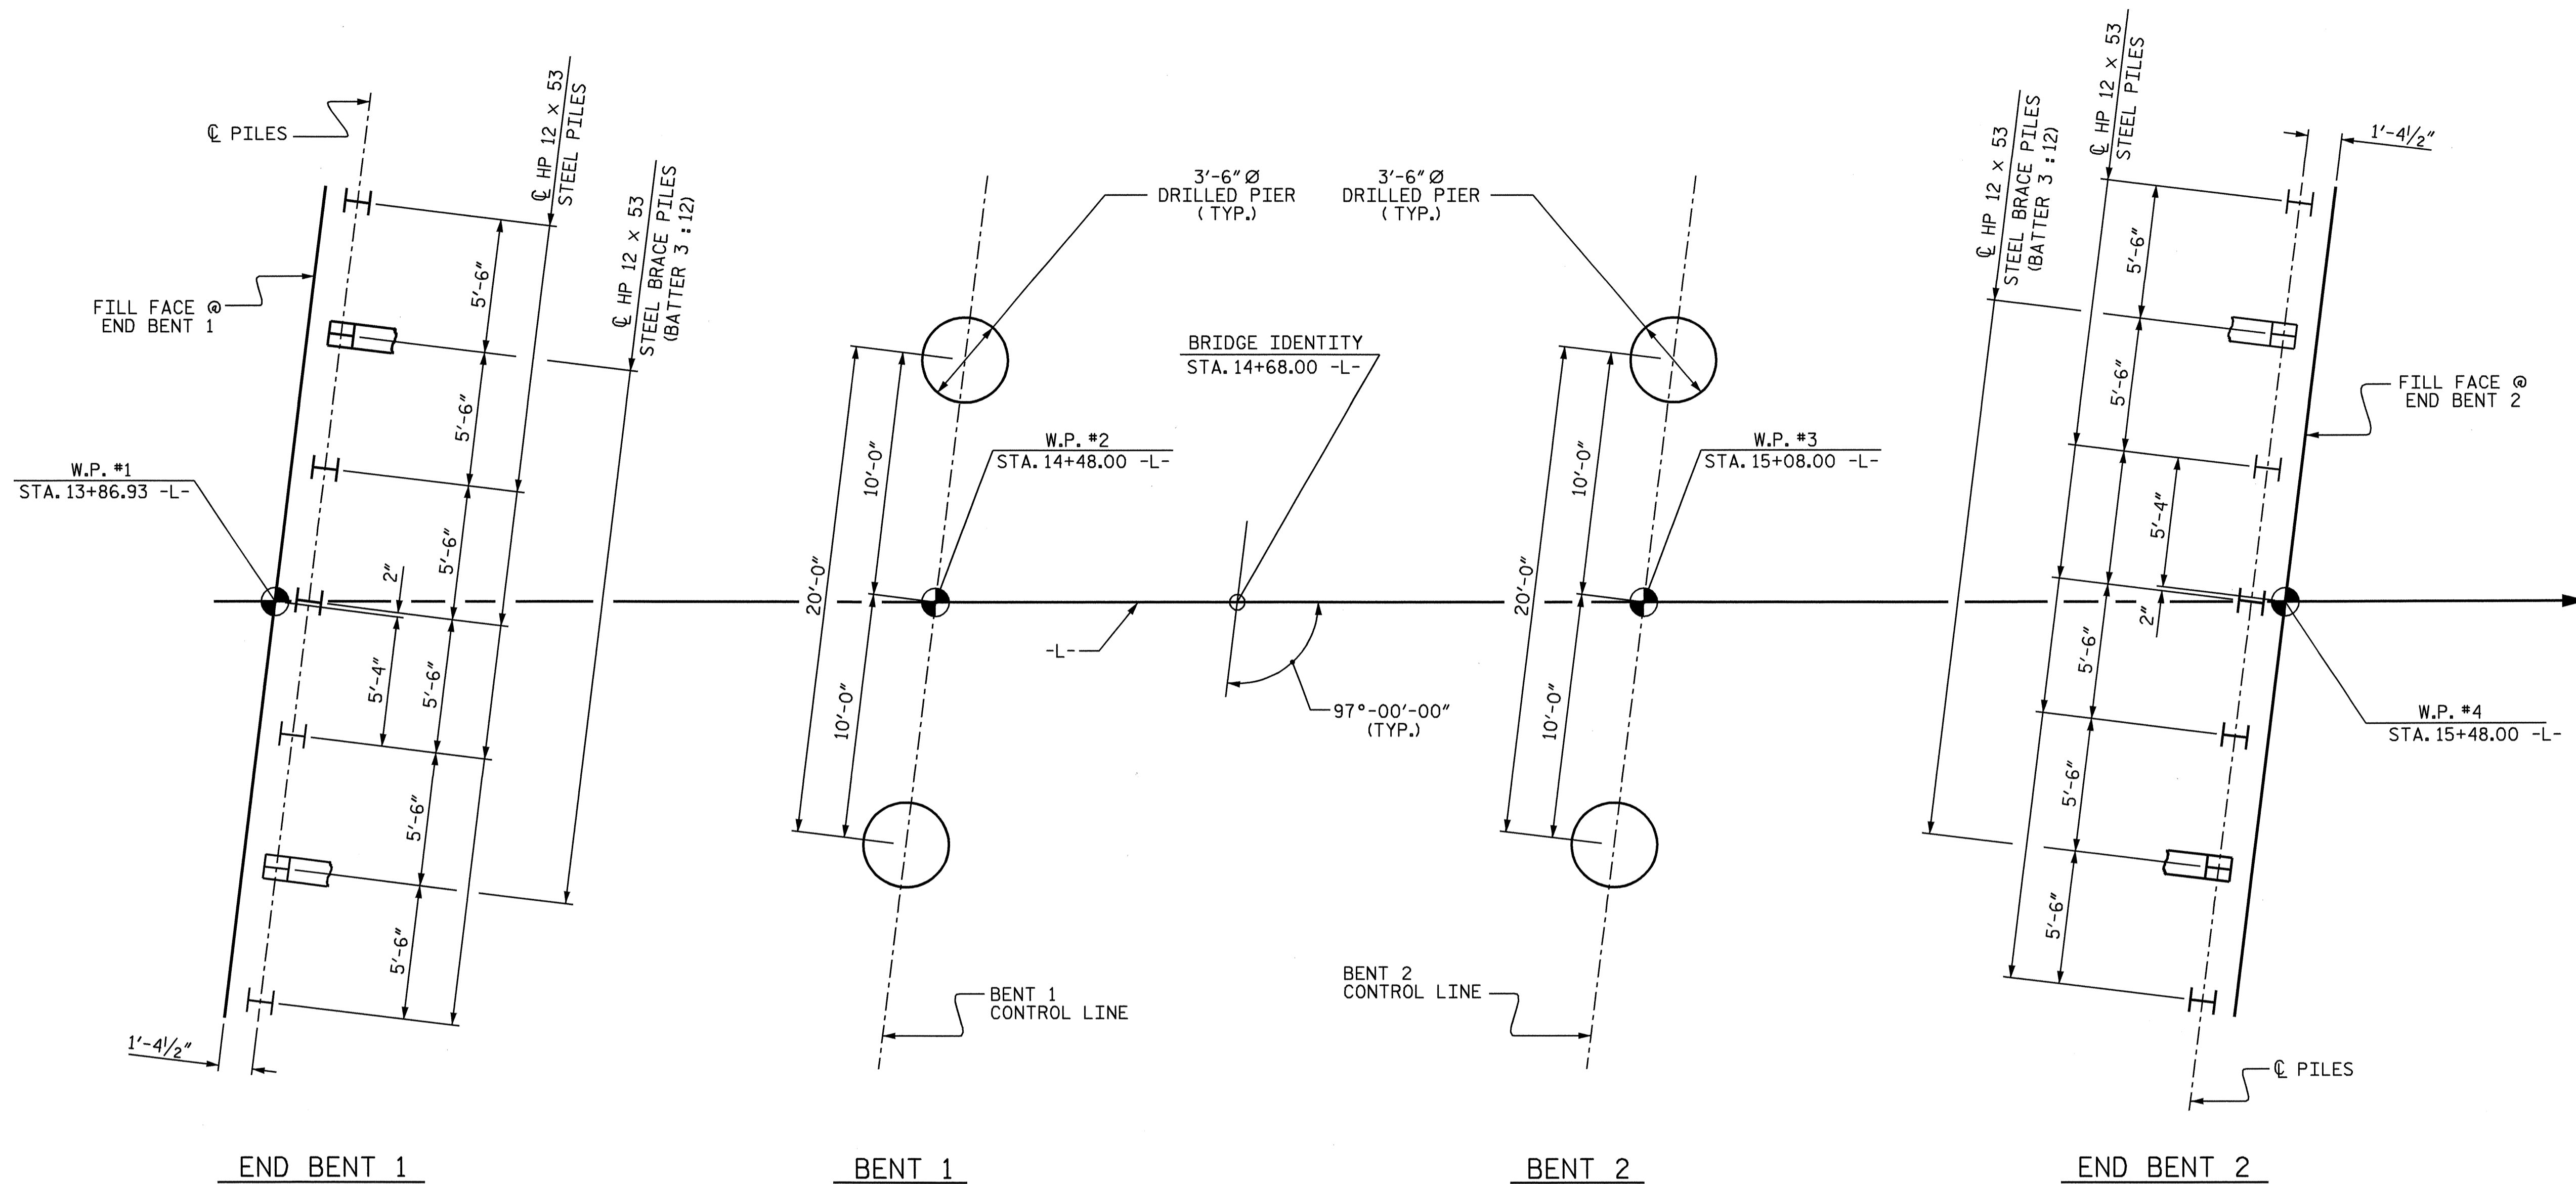 ℄ PILES
℄ HP 12 x 53
STEEL PILES
℄ HP 12 x 53
STEEL BRACE PILES
(BATTER 3 : 12)
FILL FACE @
END BENT 1
W.P. #1
STA. 13+86.93 -L-
5'-6"
5'-6"
5'-6"
2"
5'-4"
5'-6"
5'-6"
5'-6"
1'-4 1/2"
END BENT 1
3'-6" Ø
DRILLED PIER
(TYP.)
W.P. #2
STA. 14+48.00 -L-
10'-0"
20'-0"
10'-0"
BENT 1
CONTROL LINE
BENT 1
BRIDGE IDENTITY
STA. 14+68.00 -L-
-L-
97°-00'-00"
(TYP.)
3'-6" Ø
DRILLED PIER
(TYP.)
W.P. #3
STA. 15+08.00 -L-
10'-0"
20'-0"
10'-0"
BENT 2
CONTROL LINE
BENT 2
℄ HP 12 x 53
STEEL BRACE PILES
(BATTER 3 : 12)
℄ HP 12 x 53
STEEL PILES
1'-4 1/2"
5'-6"
5'-6"
5'-4"
2"
5'-6"
5'-6"
5'-6"
FILL FACE @
END BENT 2
W.P. #4
STA. 15+48.00 -L-
℄ PILES
END BENT 2